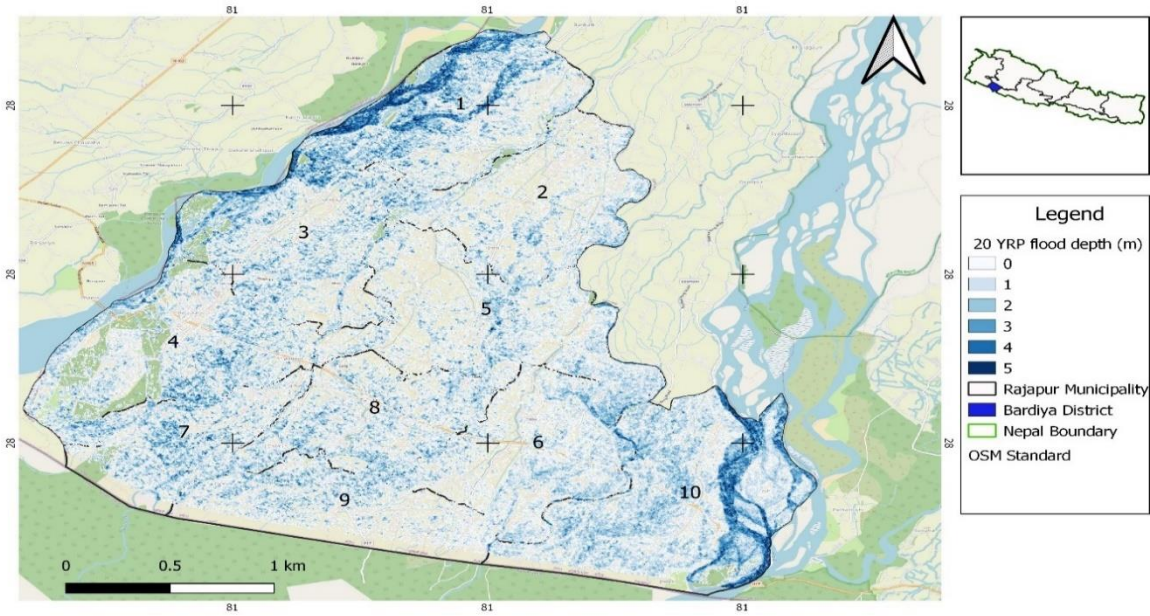 81 81 81
28 28
28 28
28 28
1
2
3
5
4
8
7
6
10
9
0 0.5 1 km
81 81 81
Legend
20 YRP flood depth (m)
0
1
2
3
4
5
Rajapur Municipality
Bardiya District
Nepal Boundary
OSM Standard